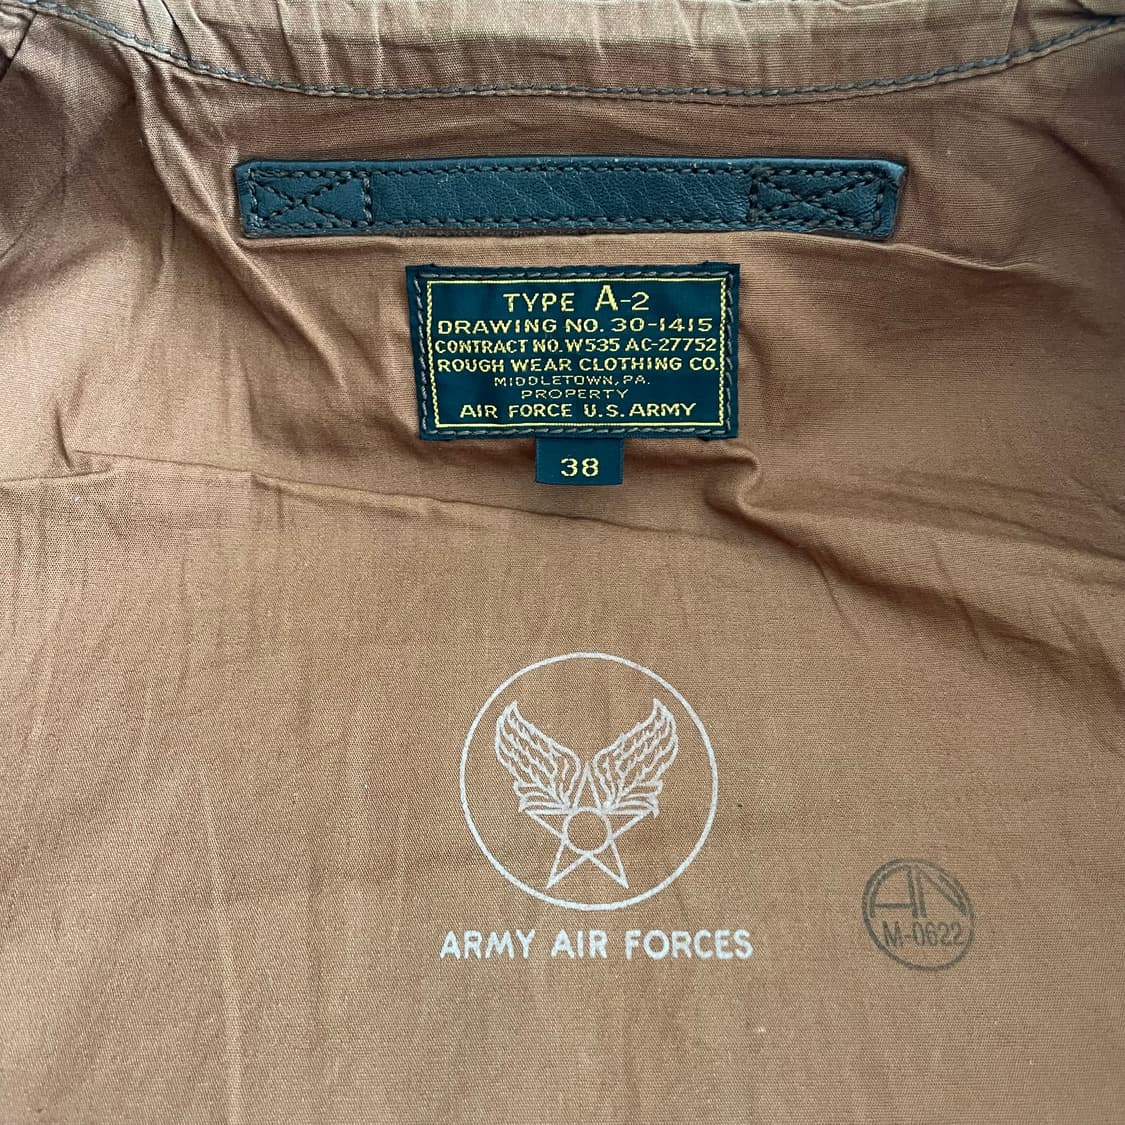 TYPE A-2
DRAWING NO. 30-1415
CONTRACT NO. W535 AC-27752
ROUGH WEAR CLOTHING CO.
MIDDLETOWN, PA.
PROPERTY
AIR FORCE U.S. ARMY
38
ARMY AIR FORCES
AN
M-0622